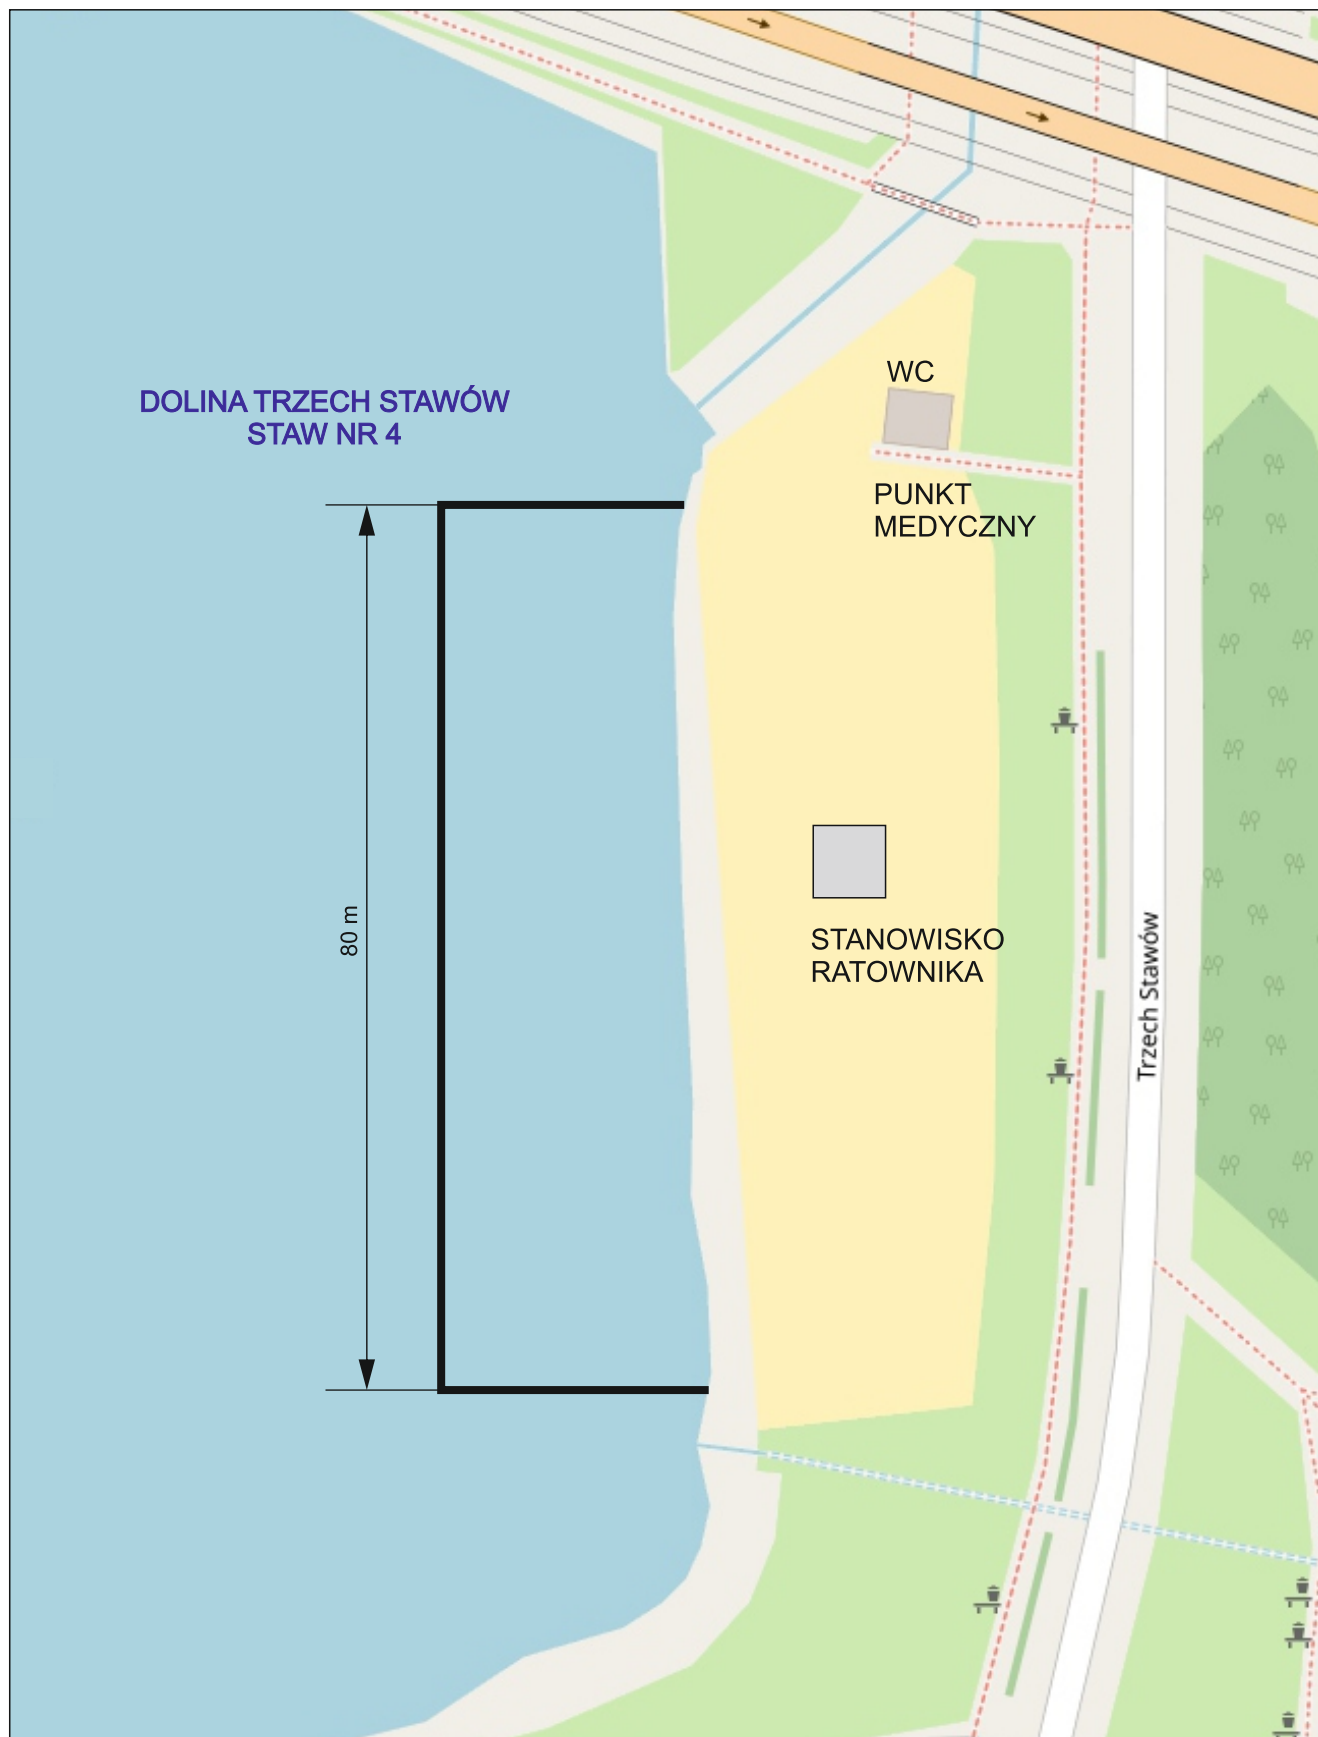 WC
DOLINA TRZECH STAWÓW
STAW NR 4
PUNKT
MEDYCZNY
80 m
STANOWISKO
RATOWNIKA
Trzech Stawów